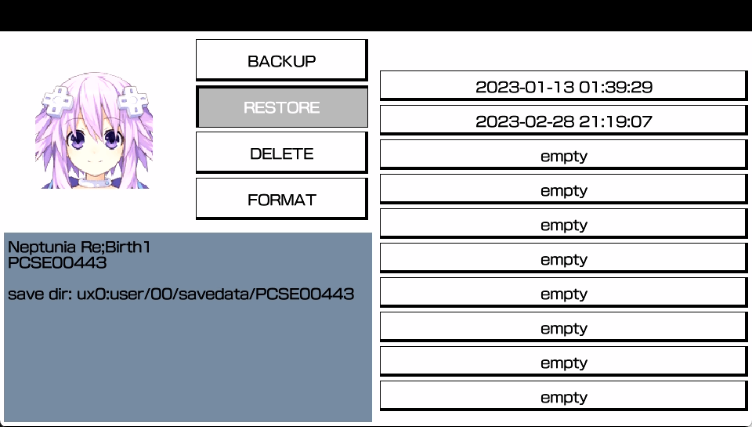 BACKUP
RESTORE
DELETE
FORMAT
Neptunia Re;Birth1
PCSE00443
save dir: ux0:user/00/savedata/PCSE00443
2023-01-13 01:39:29
2023-02-28 21:19:07
empty
empty
empty
empty
empty
empty
empty
empty